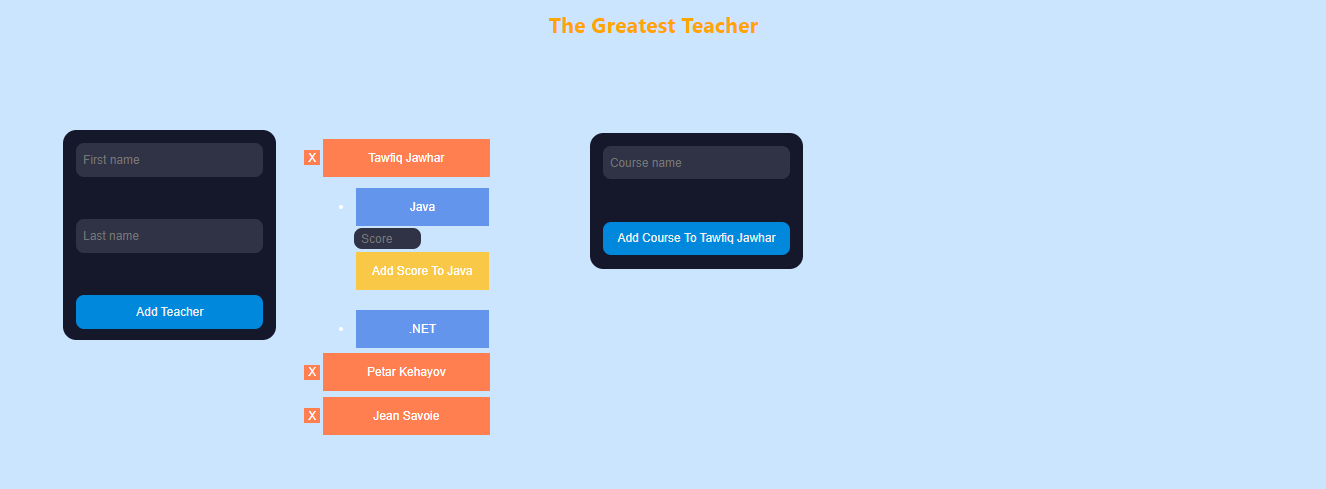 The Greatest Teacher
First name
Last name
Add Teacher
X Tawfiq Jawhar
Java
Score
Add Score To Java
.NET
X Petar Kehayov
X Jean Savoie
Course name
Add Course To Tawfiq Jawhar